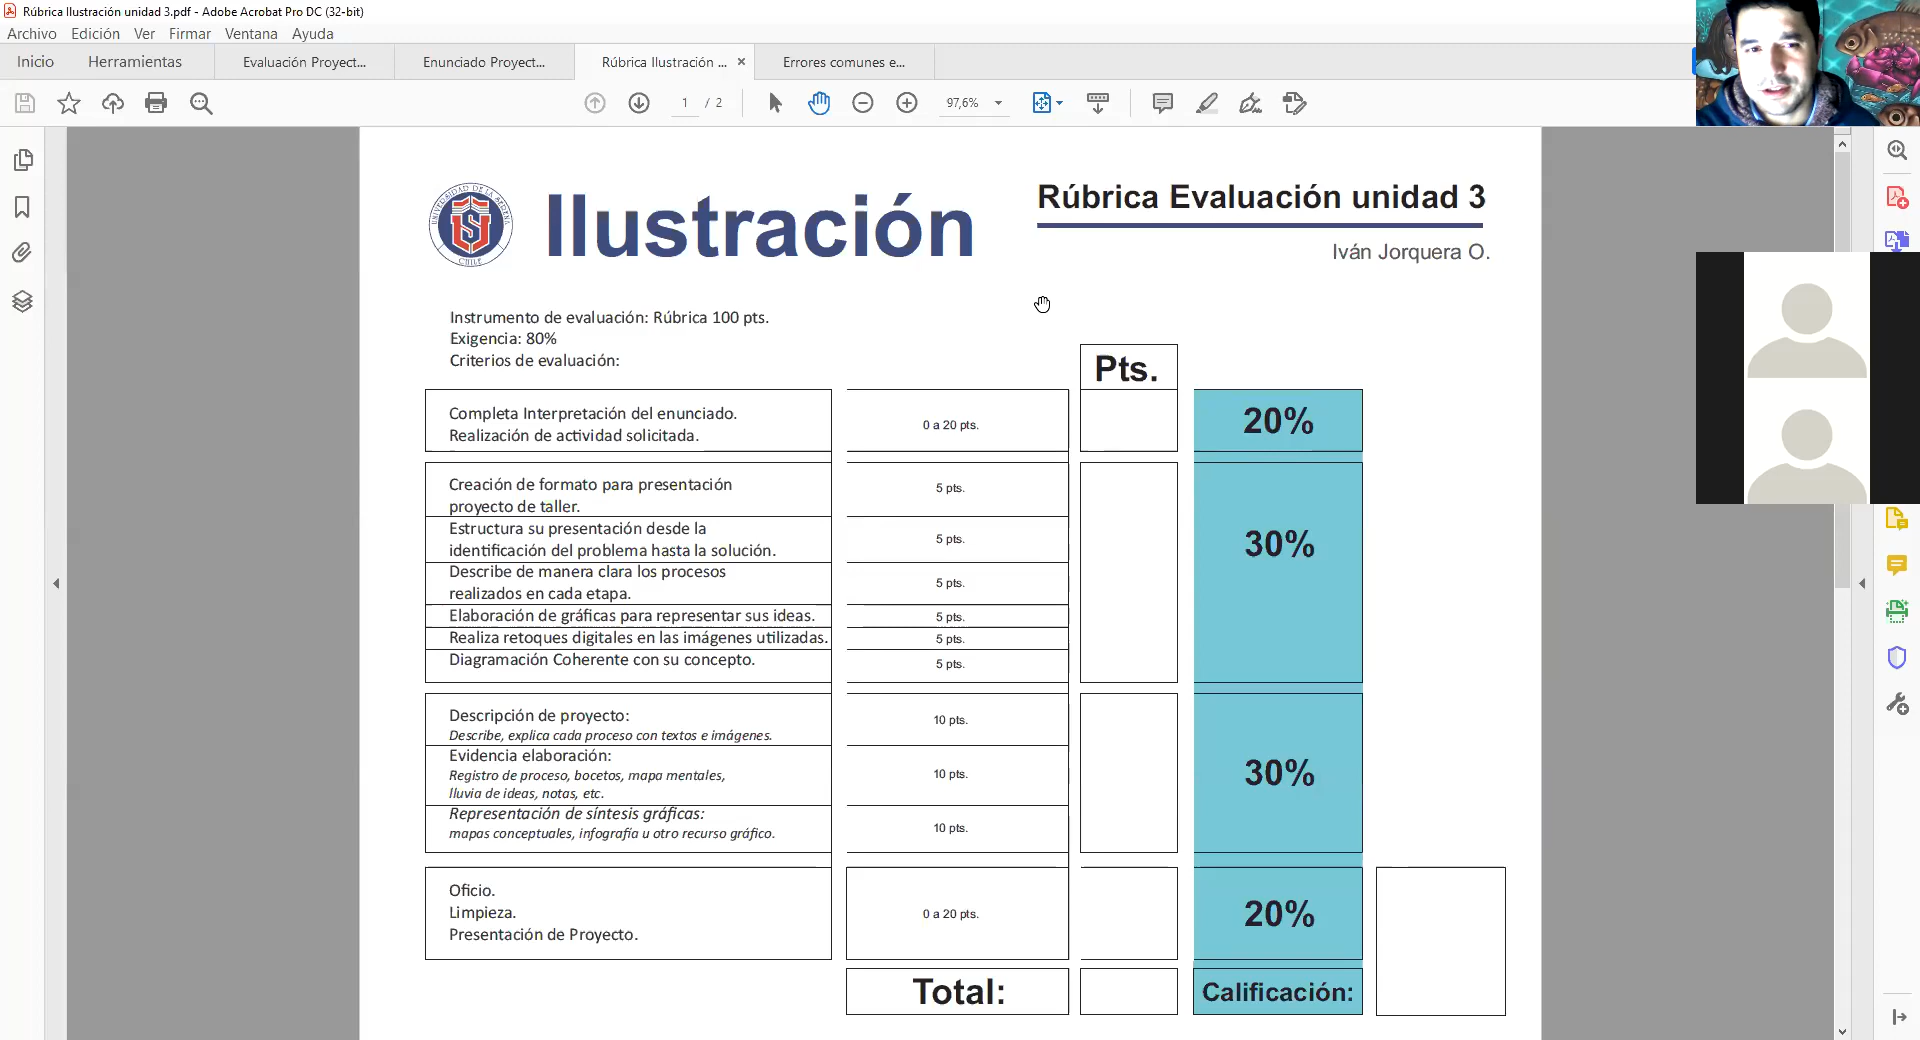 Rúbrica Ilustración unidad 3.pdf - Adobe Acrobat Pro DC (32-bit)
Archivo Edición Ver Firmar Ventana Ayuda
Inicio Herramientas Evaluación Proyect... Enunciado Proyect... Rúbrica Ilustración ... × Errores comunes e...
1 / 2 97,6%
UNIVERSIDAD DE LA SERENA
CHILE
Ilustración
Rúbrica Evaluación unidad 3
Iván Jorquera O.
Instrumento de evaluación: Rúbrica 100 pts.
Exigencia: 80%
Criterios de evaluación:
Pts.
Completa Interpretación del enunciado.
Realización de actividad solicitada.
0 a 20 pts.
20%
Creación de formato para presentación
proyecto de taller.
5 pts.
Estructura su presentación desde la
identificación del problema hasta la solución.
5 pts.
30%
Describe de manera clara los procesos
realizados en cada etapa.
5 pts.
Elaboración de gráficas para representar sus ideas.
5 pts.
Realiza retoques digitales en las imágenes utilizadas.
5 pts.
Diagramación Coherente con su concepto.
5 pts.
Descripción de proyecto:
Describe, explica cada proceso con textos e imágenes.
10 pts.
Evidencia elaboración:
Registro de proceso, bocetos, mapa mentales,
lluvia de ideas, notas, etc.
10 pts.
30%
Representación de síntesis gráficas:
mapas conceptuales, infografía u otro recurso gráfico.
10 pts.
Oficio.
Limpieza.
Presentación de Proyecto.
0 a 20 pts.
20%
Total:
Calificación: